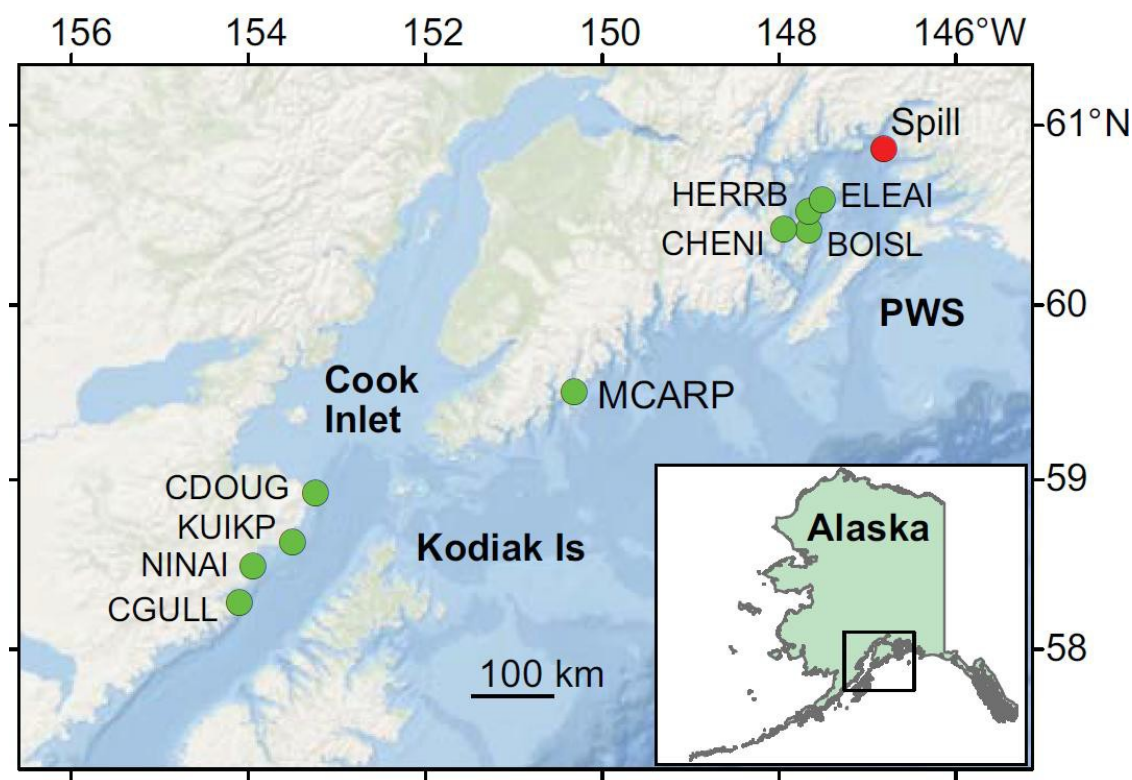 156 154 152 150 148 146°W
Spill
61°N
HERRB ELEAI
CHENI BOISL
PWS
60
Cook
Inlet
MCARP
59
CDOUG
KUIKP
Kodiak Is
NINAI
CGULL
58
100 km
Alaska